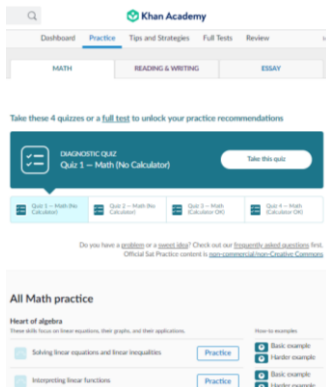 Khan Academy
Dashboard Practice Tips and Strategies Full Tests Review
MATH READING & WRITING ESSAY
Take these 4 quizzes or a full test to unlock your practice recommendations
DIAGNOSTIC QUIZ
Quiz 1 — Math (No Calculator)
Take this quiz
Quiz 1 — Math (No Calculator)
Quiz 2 — Math (No Calculator)
Quiz 3 — Math (Calculator OK)
Quiz 4 — Math (Calculator OK)
Do you have a problem or a sweet idea? Check out our frequently asked questions first.
Official Sat Practice content is non-commercial/non-Creative Commons
All Math practice
Heart of algebra
These skills focus on linear equations, their graphs, and their applications.
How-to examples
Solving linear equations and linear inequalities
Practice
Basic example
Harder example
Interpreting linear functions
Practice
Basic example
Harder example